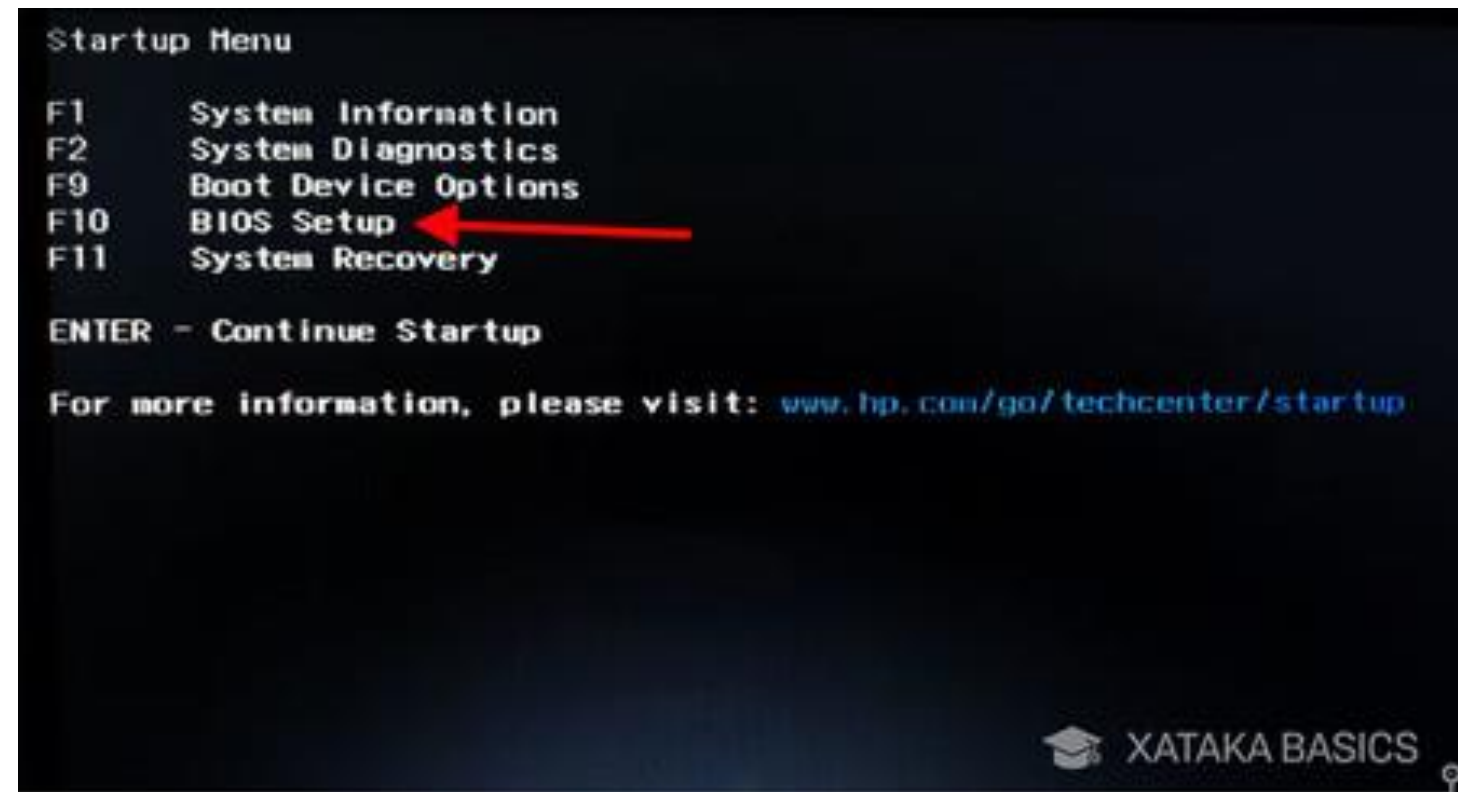 Startup Menu
F1 System Information
F2 System Diagnostics
F9 Boot Device Options
F10 BIOS Setup
F11 System Recovery
ENTER - Continue Startup
For more information, please visit: www.hp.com/go/techcenter/startup
XATAKA BASICS